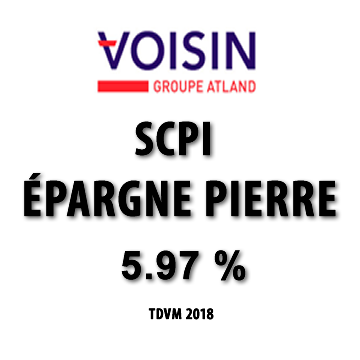 VOISIN
GROUPE ATLAND
SCPI
ÉPARGNE PIERRE
5.97 %
TDVM 2018